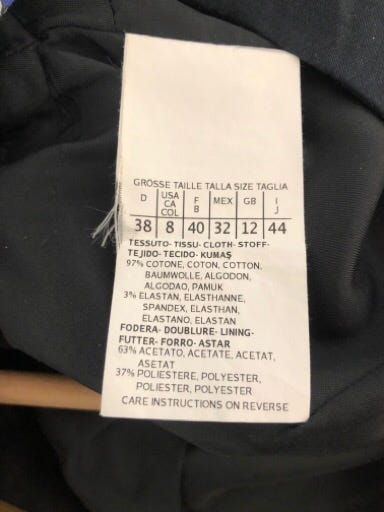 GRÖSSE TAILLE TALLA SIZE TAGLIA
D USA CA COL F B MEX GB I J
38 8 40 32 12 44
TESSUTO- TISSU- CLOTH- STOFF-
TEJIDO- TECIDO- KUMAŞ
97% COTONE, COTON, COTTON,
BAUMWOLLE, ALGODON,
ALGODAO, PAMUK
3% ELASTAN, ELASTHANNE,
SPANDEX, ELASTHAN,
ELASTANO, ELASTAN
FODERA- DOUBLURE- LINING-
FUTTER- FORRO- ASTAR
63% ACETATO, ACETATE, ACETAT,
ASETAT
37% POLIESTERE, POLYESTER,
POLIESTER, POLYESTER
CARE INSTRUCTIONS ON REVERSE